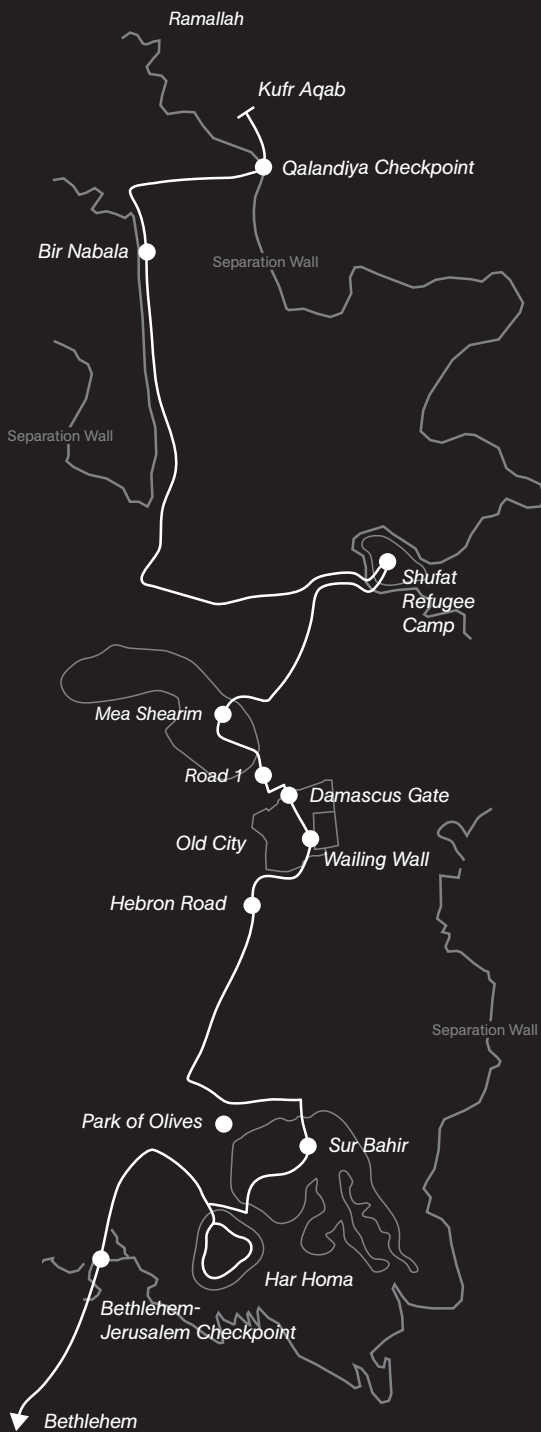 Ramallah
Kufr Aqab
Qalandiya Checkpoint
Bir Nabala
Separation Wall
Separation Wall
Shufat
Refugee
Camp
Mea Shearim
Road 1
Damascus Gate
Old City
Wailing Wall
Hebron Road
Separation Wall
Park of Olives
Sur Bahir
Har Homa
Bethlehem-
Jerusalem Checkpoint
Bethlehem